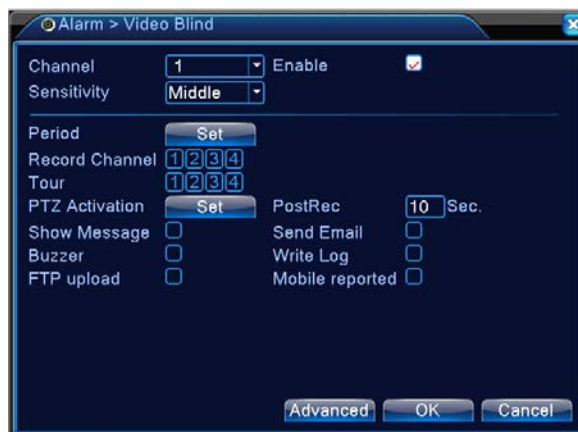 Alarm > Video Blind
Channel 1 Enable
Sensitivity Middle
Period Set
Record Channel 1 2 3 4
Tour 1 2 3 4
PTZ Activation Set PostRec 10 Sec.
Show Message Send Email
Buzzer Write Log
FTP upload Mobile reported
Advanced OK Cancel